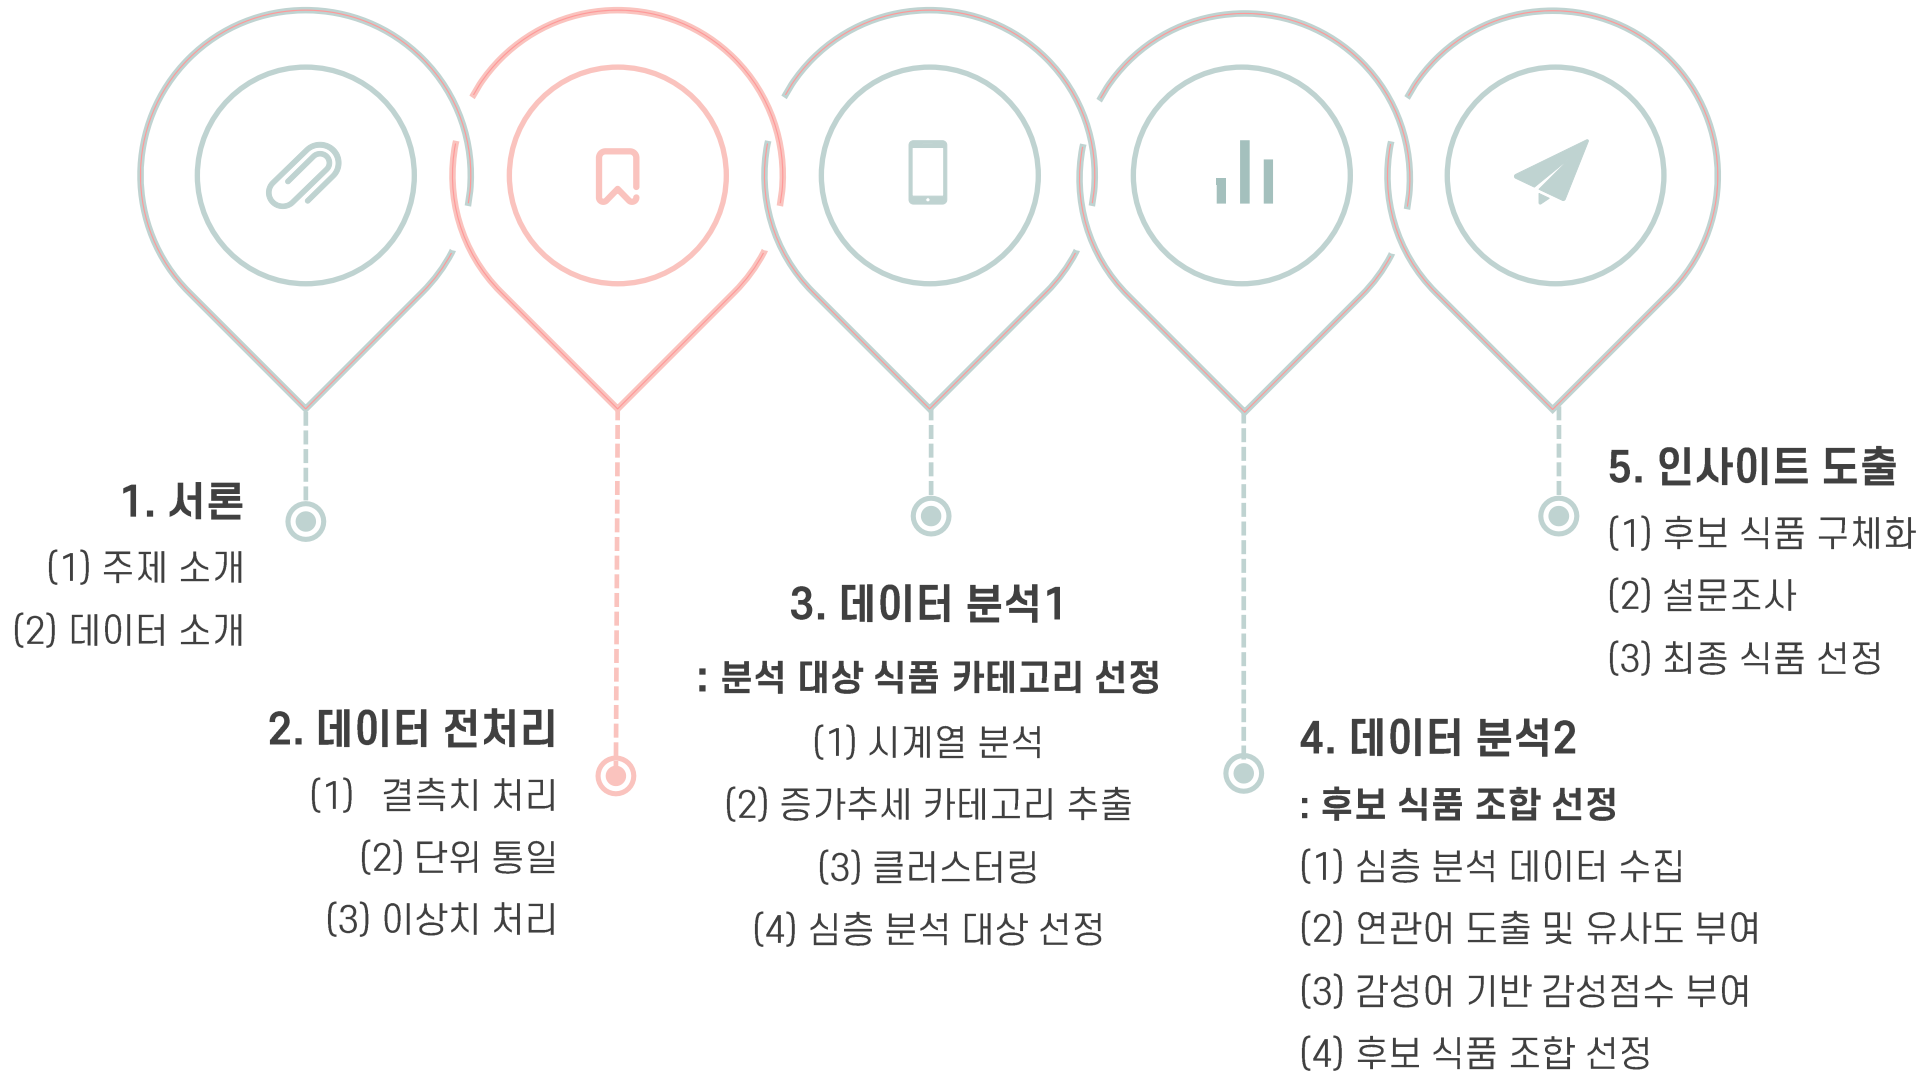 1. 서론
(1) 주제 소개
(2) 데이터 소개
2. 데이터 전처리
(1) 결측치 처리
(2) 단위 통일
(3) 이상치 처리
3. 데이터 분석1
: 분석 대상 식품 카테고리 선정
(1) 시계열 분석
(2) 증가추세 카테고리 추출
(3) 클러스터링
(4) 심층 분석 대상 선정
4. 데이터 분석2
: 후보 식품 조합 선정
(1) 심층 분석 데이터 수집
(2) 연관어 도출 및 유사도 부여
(3) 감성어 기반 감성점수 부여
(4) 후보 식품 조합 선정
5. 인사이트 도출
(1) 후보 식품 구체화
(2) 설문조사
(3) 최종 식품 선정